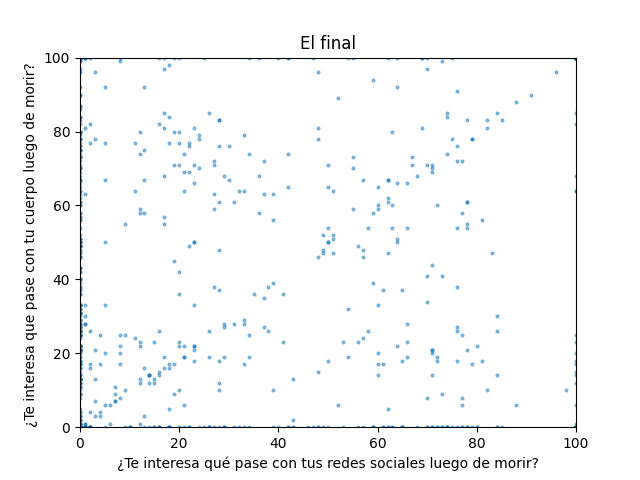 El final
100
80
60
40
20
0
¿Te interesa que pase con tu cuerpo luego de morir?
0 20 40 60 80 100
¿Te interesa qué pase con tus redes sociales luego de morir?